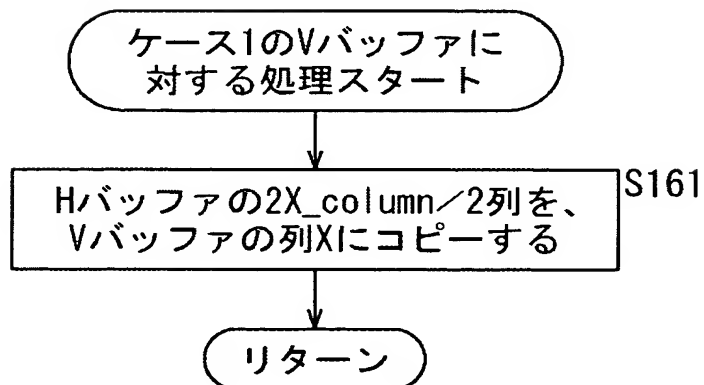 ケース1のVバッファに
対する処理スタート
S161
Hバッファの2X_column/2列を、
Vバッファの列Xにコピーする
リターン